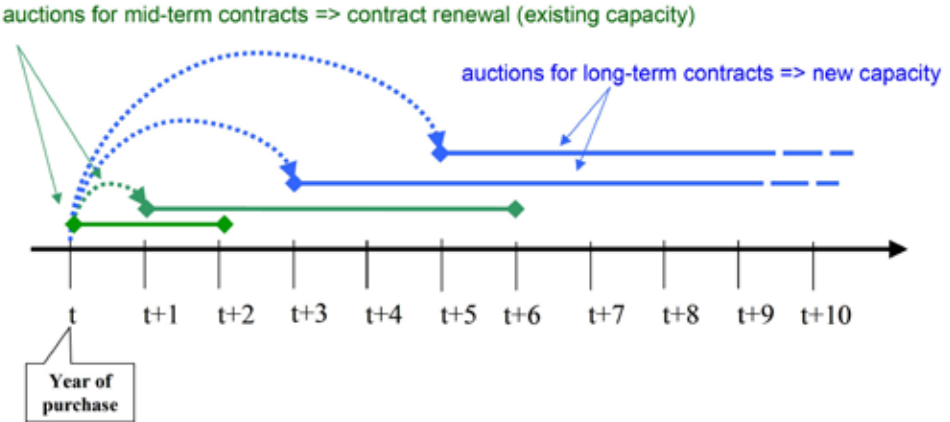 auctions for mid-term contracts => contract renewal (existing capacity)
auctions for long-term contracts => new capacity
t t+1 t+2 t+3 t+4 t+5 t+6 t+7 t+8 t+9 t+10
Year of
purchase